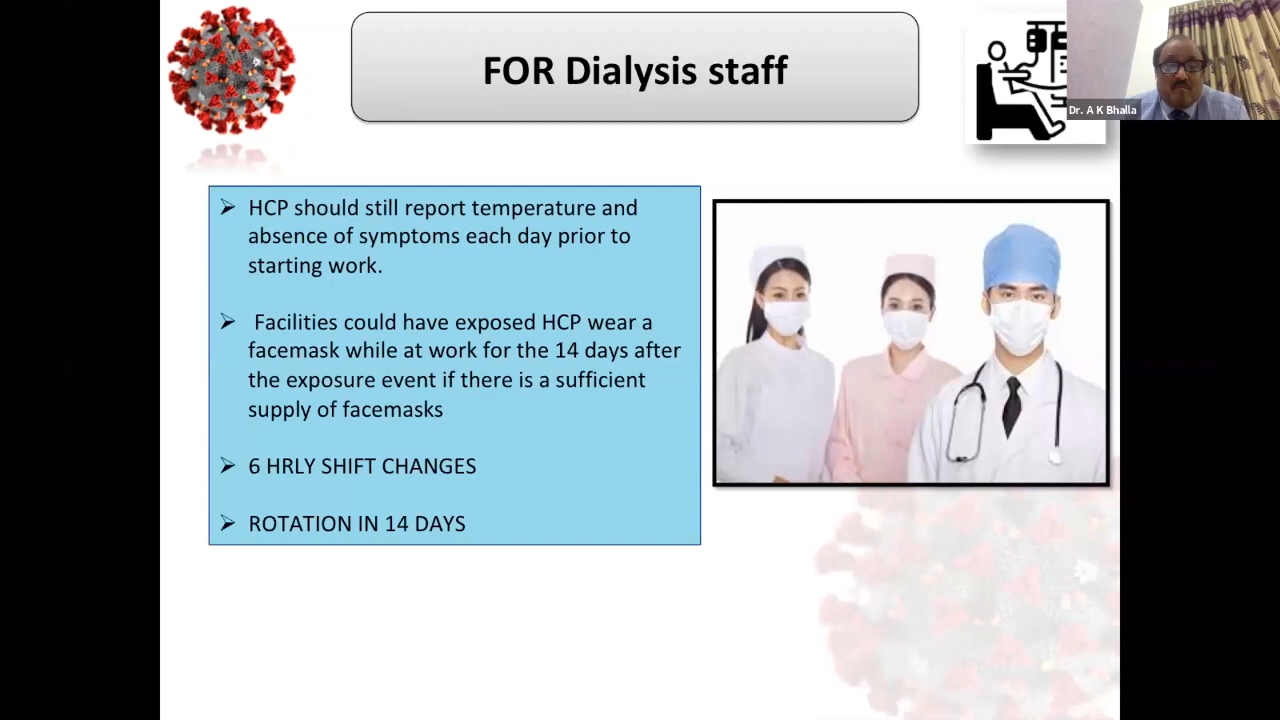 FOR Dialysis staff
Dr. A K Bhalla
➢ HCP should still report temperature and
absence of symptoms each day prior to
starting work.
➢ Facilities could have exposed HCP wear a
facemask while at work for the 14 days after
the exposure event if there is a sufficient
supply of facemasks
➢ 6 HRLY SHIFT CHANGES
➢ ROTATION IN 14 DAYS